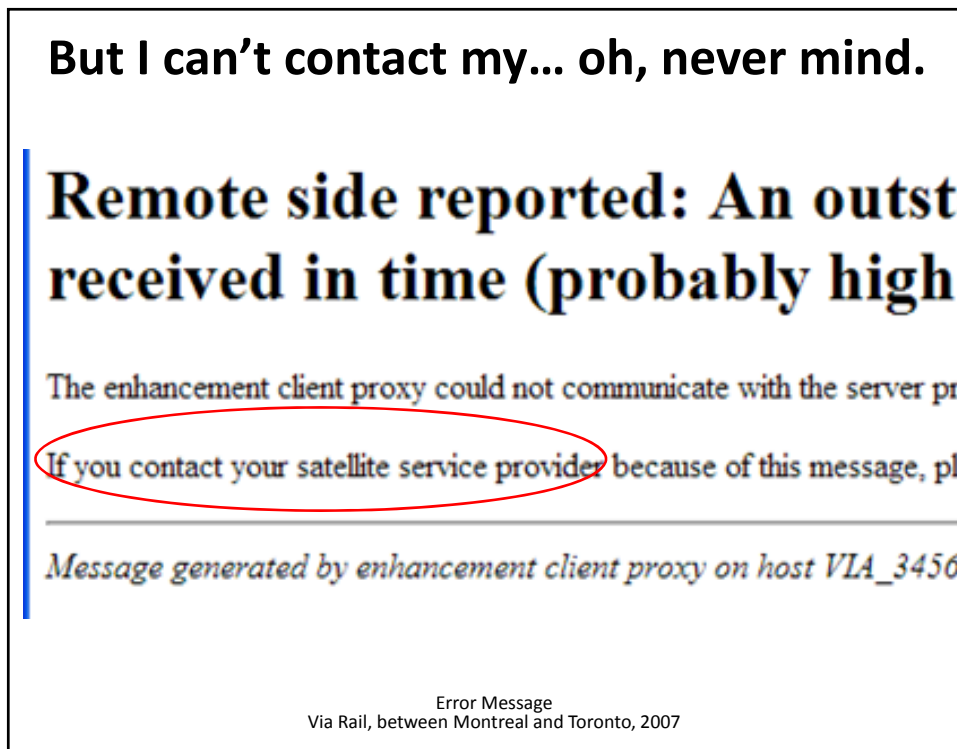 But I can’t contact my… oh, never mind.
Remote side reported: An outst
received in time (probably high
The enhancement client proxy could not communicate with the server pr
If you contact your satellite service provider because of this message, pl
Message generated by enhancement client proxy on host VIA_3456
Error Message
Via Rail, between Montreal and Toronto, 2007